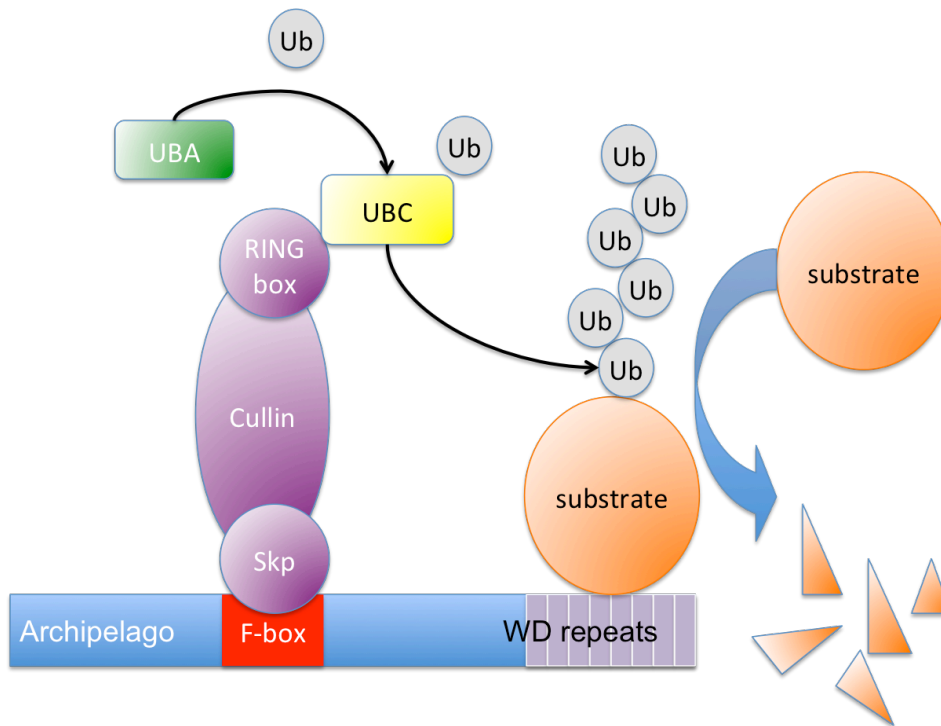 Ub
UBA
Ub
UBC
Ub
Ub
Ub
Ub
Ub
Ub
RING
box
substrate
Cullin
substrate
Skp
Archipelago
F-box
WD repeats